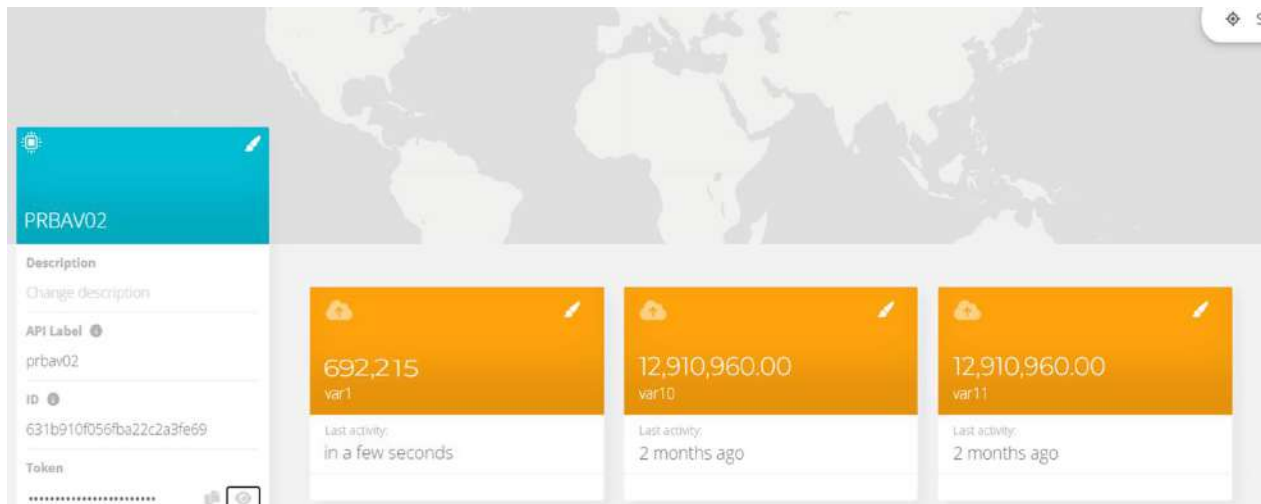 S
PRBAV02
Description
Change description
API Label
prbav02
ID
631b910f056fba22c2a3fe69
Token
........................
692,215
var1
Last activity:
in a few seconds
12,910,960.00
var10
Last activity:
2 months ago
12,910,960.00
var11
Last activity:
2 months ago